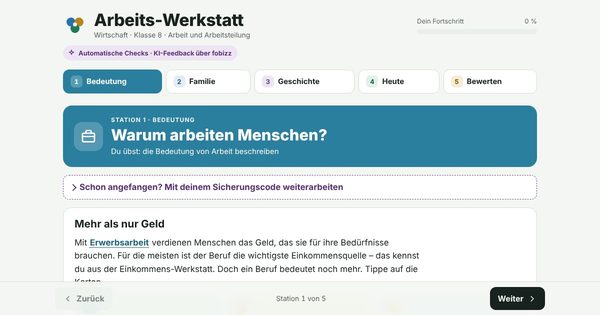 Arbeits-Werkstatt
Wirtschaft · Klasse 8 · Arbeit und Arbeitsteilung
Dein Fortschritt
0 %
Automatische Checks · KI-Feedback über fobizz
1 Bedeutung
2 Familie
3 Geschichte
4 Heute
5 Bewerten
STATION 1 · BEDEUTUNG
Warum arbeiten Menschen?
Du übst: die Bedeutung von Arbeit beschreiben
Schon angefangen? Mit deinem Sicherungscode weiterarbeiten
Mehr als nur Geld
Mit Erwerbsarbeit verdienen Menschen das Geld, das sie für ihre Bedürfnisse
brauchen. Für die meisten ist der Beruf die wichtigste Einkommensquelle – das kennst
du aus der Einkommens-Werkstatt. Doch ein Beruf bedeutet noch mehr. Tippe auf die
Zurück
Station 1 von 5
Weiter